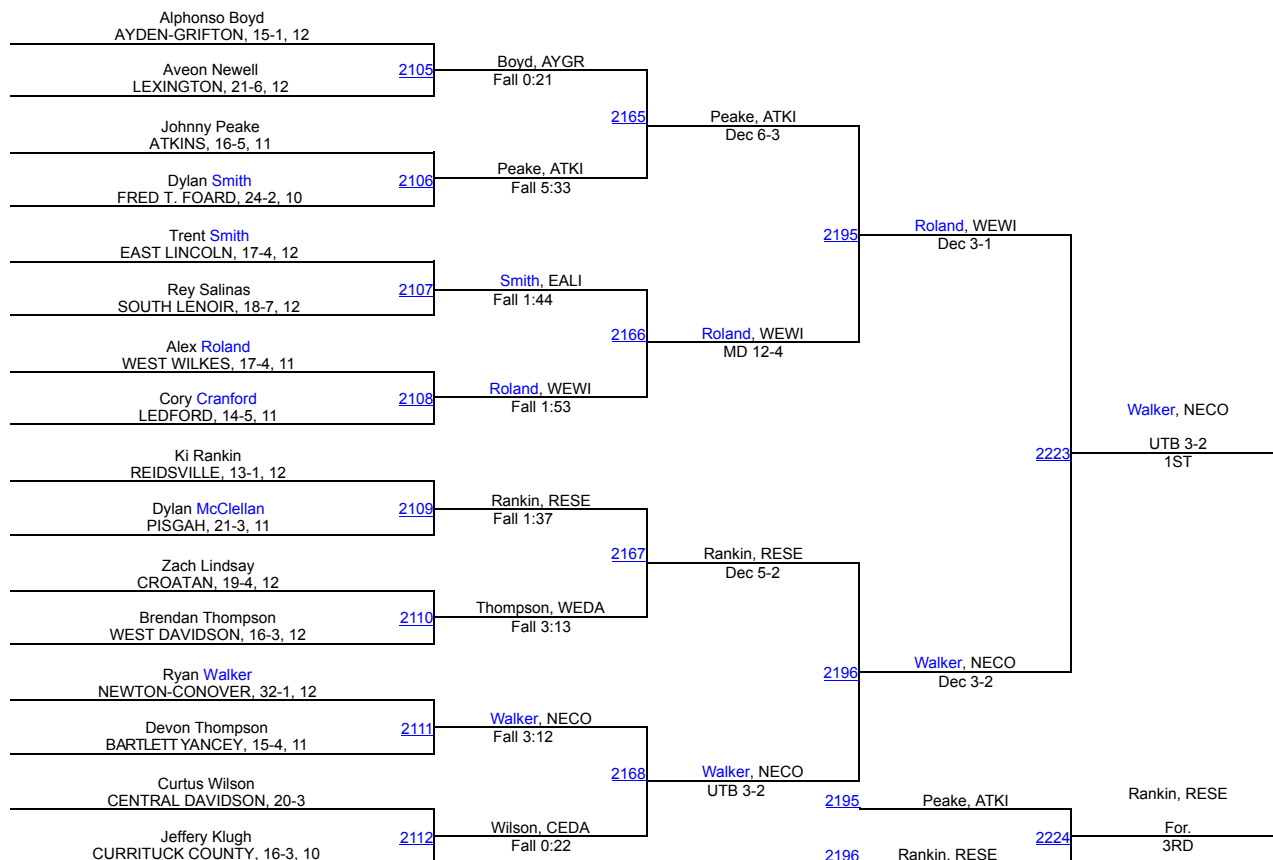 Alphonso Boyd
AYDEN-GRIFTON, 15-1, 12
Aveon Newell
LEXINGTON, 21-6, 12
2105
Boyd, AYGR
Fall 0:21
Johnny Peake
ATKINS, 16-5, 11
Dylan Smith
FRED T. FOARD, 24-2, 10
2106
Peake, ATKI
Fall 5:33
2165
Peake, ATKI
Dec 6-3
Trent Smith
EAST LINCOLN, 17-4, 12
Rey Salinas
SOUTH LENOIR, 18-7, 12
2107
Smith, EALI
Fall 1:44
Alex Roland
WEST WILKES, 17-4, 11
Cory Cranford
LEDFORD, 14-5, 11
2108
Roland, WEWI
Fall 1:53
2166
Roland, WEWI
MD 12-4
2195
Roland, WEWI
Dec 3-1
Ki Rankin
REIDSVILLE, 13-1, 12
Dylan McClellan
PISGAH, 21-3, 11
2109
Rankin, RESE
Fall 1:37
Zach Lindsay
CROATAN, 19-4, 12
Brendan Thompson
WEST DAVIDSON, 16-3, 12
2110
Thompson, WEDA
Fall 3:13
2167
Rankin, RESE
Dec 5-2
Ryan Walker
NEWTON-CONOVER, 32-1, 12
Devon Thompson
BARTLETT YANCEY, 15-4, 11
2111
Walker, NECO
Fall 3:12
Curtus Wilson
CENTRAL DAVIDSON, 20-3
Jeffery Klugh
CURRITUCK COUNTY, 16-3, 10
2112
Wilson, CEDA
Fall 0:22
2168
Walker, NECO
UTB 3-2
2196
Walker, NECO
Dec 3-2
2223
Walker, NECO
UTB 3-2
1ST
2195
Peake, ATKI
2196
Rankin, RESE
2224
Rankin, RESE
For.
3RD